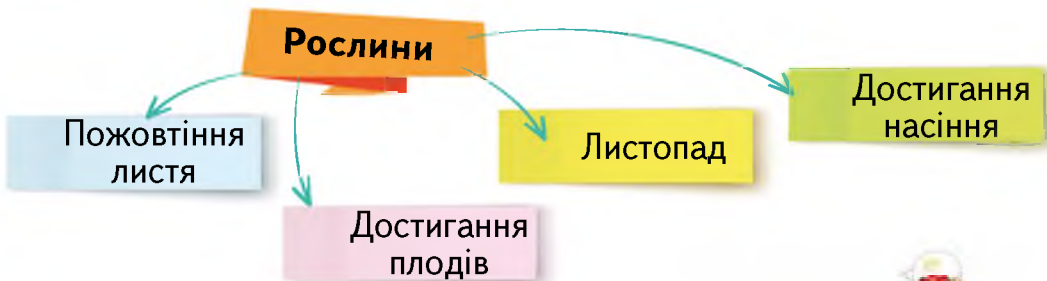 Рослини
Пожовтіння
листя
Достигання
плодів
Листопад
Достигання
насіння